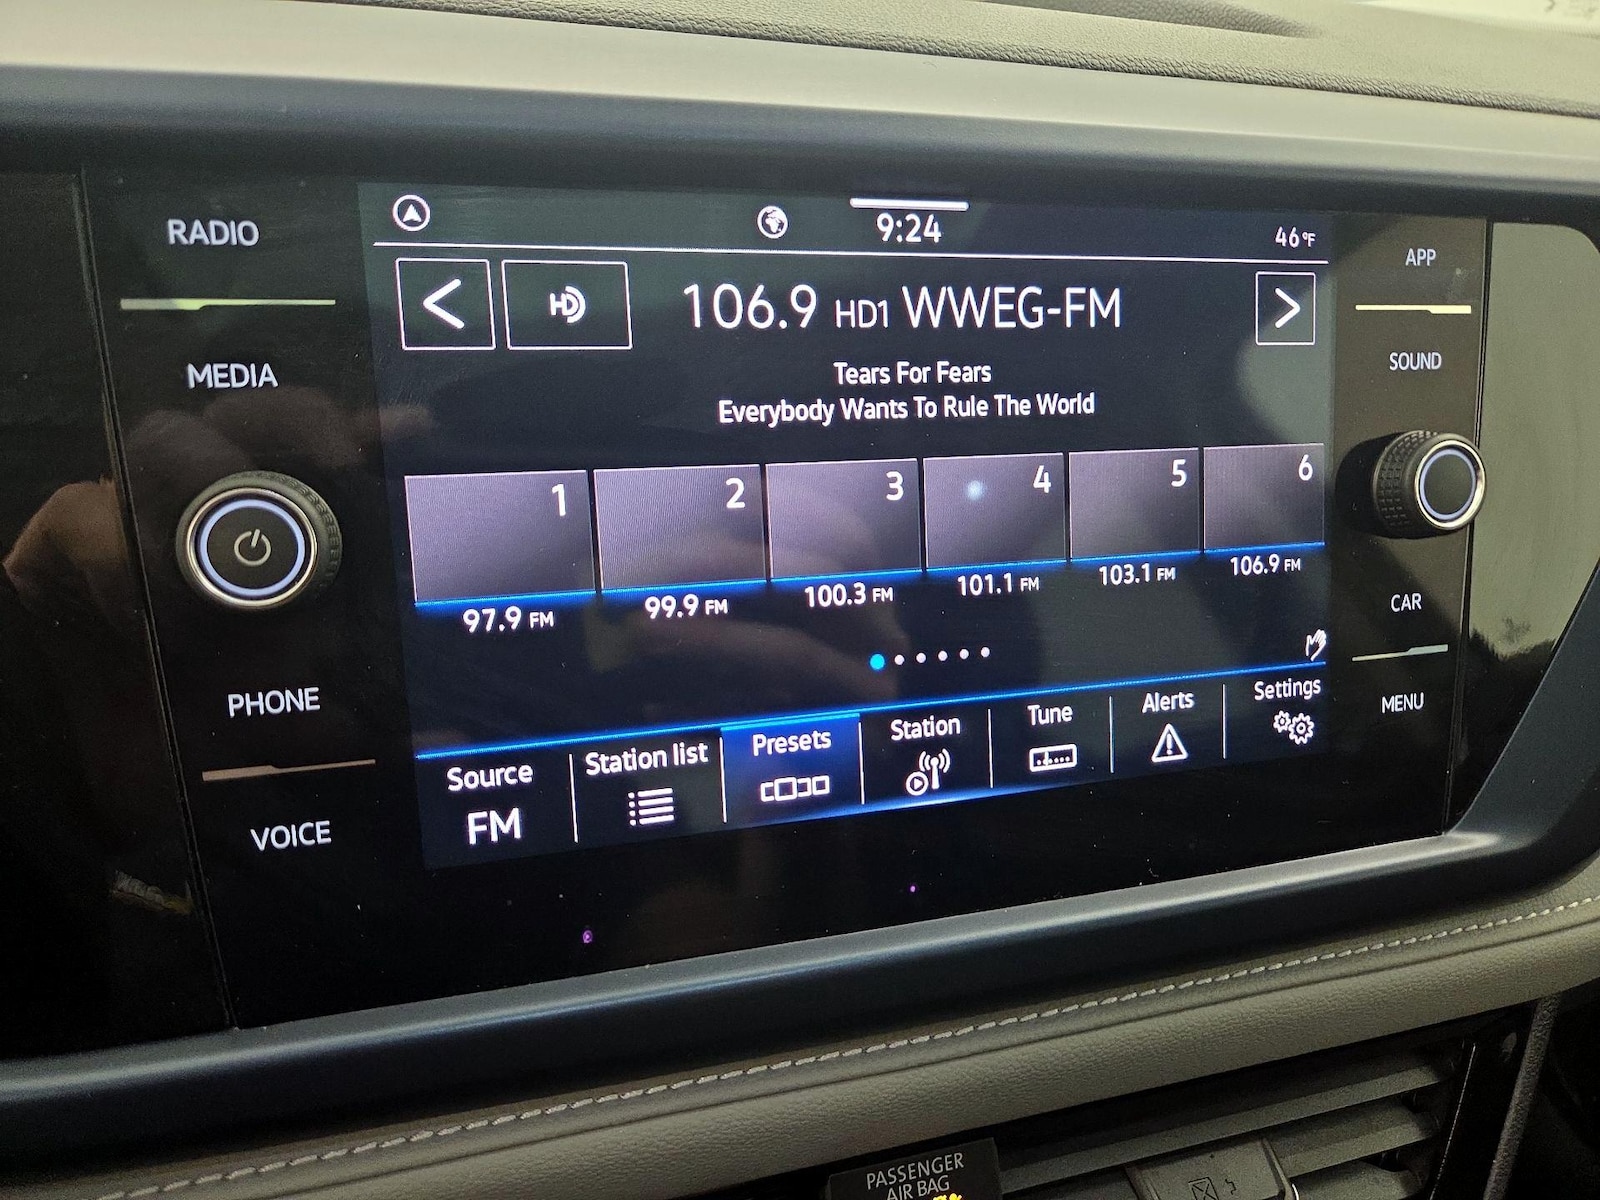 RADIO
MEDIA
PHONE
VOICE
9:24
46°F
<
HD
106.9 HD1 WWEG-FM
>
Tears For Fears
Everybody Wants To Rule The World
1
2
3
4
5
6
97.9 FM
99.9 FM
100.3 FM
101.1 FM
103.1 FM
106.9 FM
Source
FM
Station list
Presets
Station
Tune
Alerts
Settings
APP
SOUND
CAR
MENU
PASSENGER
AIR BAG